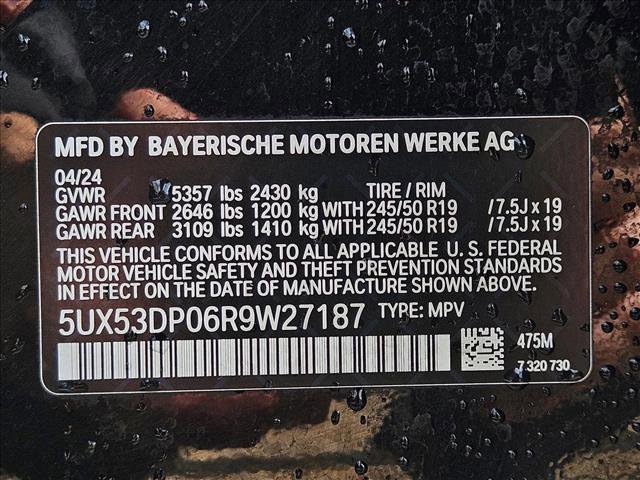 MFD BY BAYERISCHE MOTOREN WERKE AG
04/24
GVWR 5357 lbs 2430 kg TIRE / RIM
GAWR FRONT 2646 lbs 1200 kg WITH 245/50 R19 /7.5J x 19
GAWR REAR 3109 lbs 1410 kg WITH 245/50 R19 /7.5J x 19
THIS VEHICLE CONFORMS TO ALL APPLICABLE U. S. FEDERAL
MOTOR VEHICLE SAFETY AND THEFT PREVENTION STANDARDS
IN EFFECT ON THE DATE OF MANUFACTURE SHOWN ABOVE.
5UX53DP06R9W27187 TYPE: MPV
475M
7 320 730